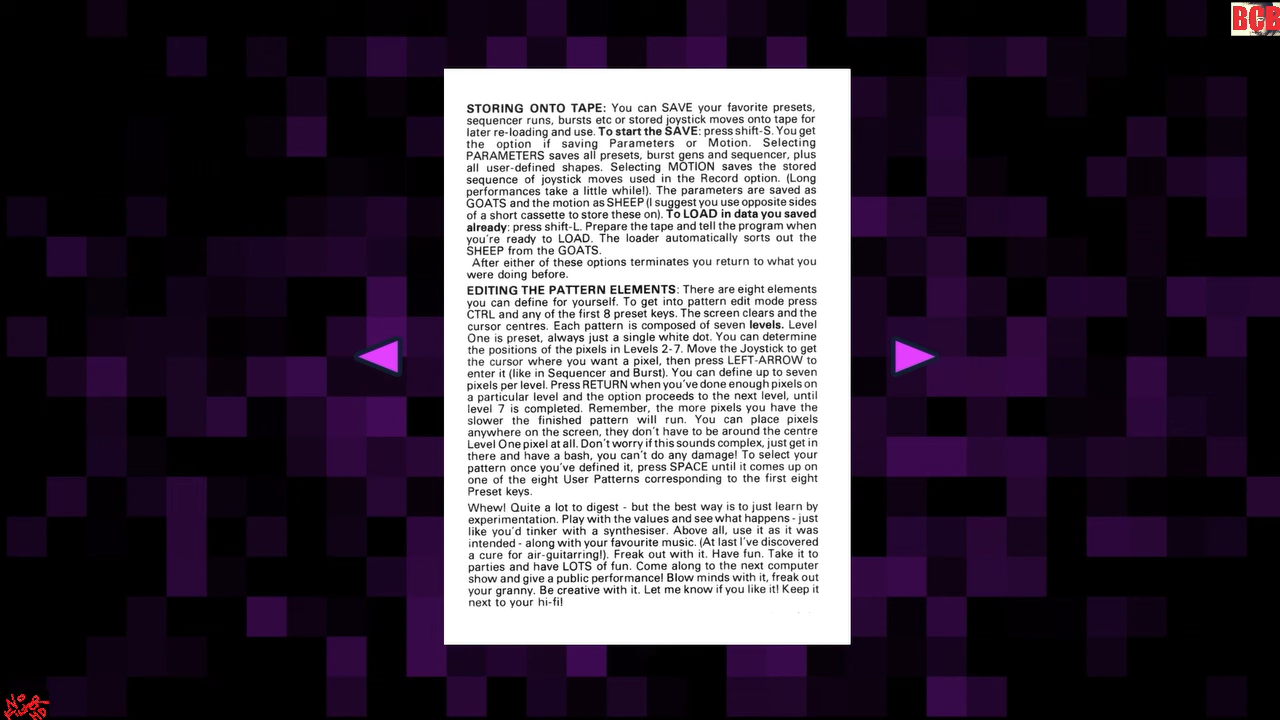 BCB
STORING ONTO TAPE: You can SAVE your favorite presets,
sequencer runs, bursts etc or stored joystick moves onto tape for
later re-loading and use. To start the SAVE: press shift-S. You get
the option if saving Parameters or Motion. Selecting
PARAMETERS saves all presets, burst gens and sequencer, plus
all user-defined shapes. Selecting MOTION saves the stored
sequence of joystick moves used in the Record option. (Long
performances take a little while!). The parameters are saved as
GOATS and the motion as SHEEP (I suggest you use opposite sides
of a short cassette to store these on). To LOAD in data you saved
already: press shift-L. Prepare the tape and tell the program when
you're ready to LOAD. The loader automatically sorts out the
SHEEP from the GOATS.
After either of these options terminates you return to what you
were doing before.
EDITING THE PATTERN ELEMENTS: There are eight elements
you can define for yourself. To get into pattern edit mode press
CTRL and any of the first 8 preset keys. The screen clears and the
cursor centres. Each pattern is composed of seven levels. Level
One is preset, always just a single white dot. You can determine
the positions of the pixels in Levels 2-7. Move the Joystick to get
the cursor where you want a pixel, then press LEFT-ARROW to
enter it (like in Sequencer and Burst). You can define up to seven
pixels per level. Press RETURN when you've done enough pixels on
a particular level and the option proceeds to the next level, until
level 7 is completed. Remember, the more pixels you have the
slower the finished pattern will run. You can place pixels
anywhere on the screen, they don't have to be around the centre
Level One pixel at all. Don't worry if this sounds complex, just get in
there and have a bash, you can't do any damage! To select your
pattern once you've defined it, press SPACE until it comes up on
one of the eight User Patterns corresponding to the first eight
Preset keys.
Whew! Quite a lot to digest - but the best way is to just learn by
experimentation. Play with the values and see what happens - just
like you'd tinker with a synthesiser. Above all, use it as it was
intended - along with your favourite music. (At last I've discovered
a cure for air-guitarring!). Freak out with it. Have fun. Take it to
parties and have LOTS of fun. Come along to the next computer
show and give a public performance! Blow minds with it, freak out
your granny. Be creative with it. Let me know if you like it! Keep it
next to your hi-fi!